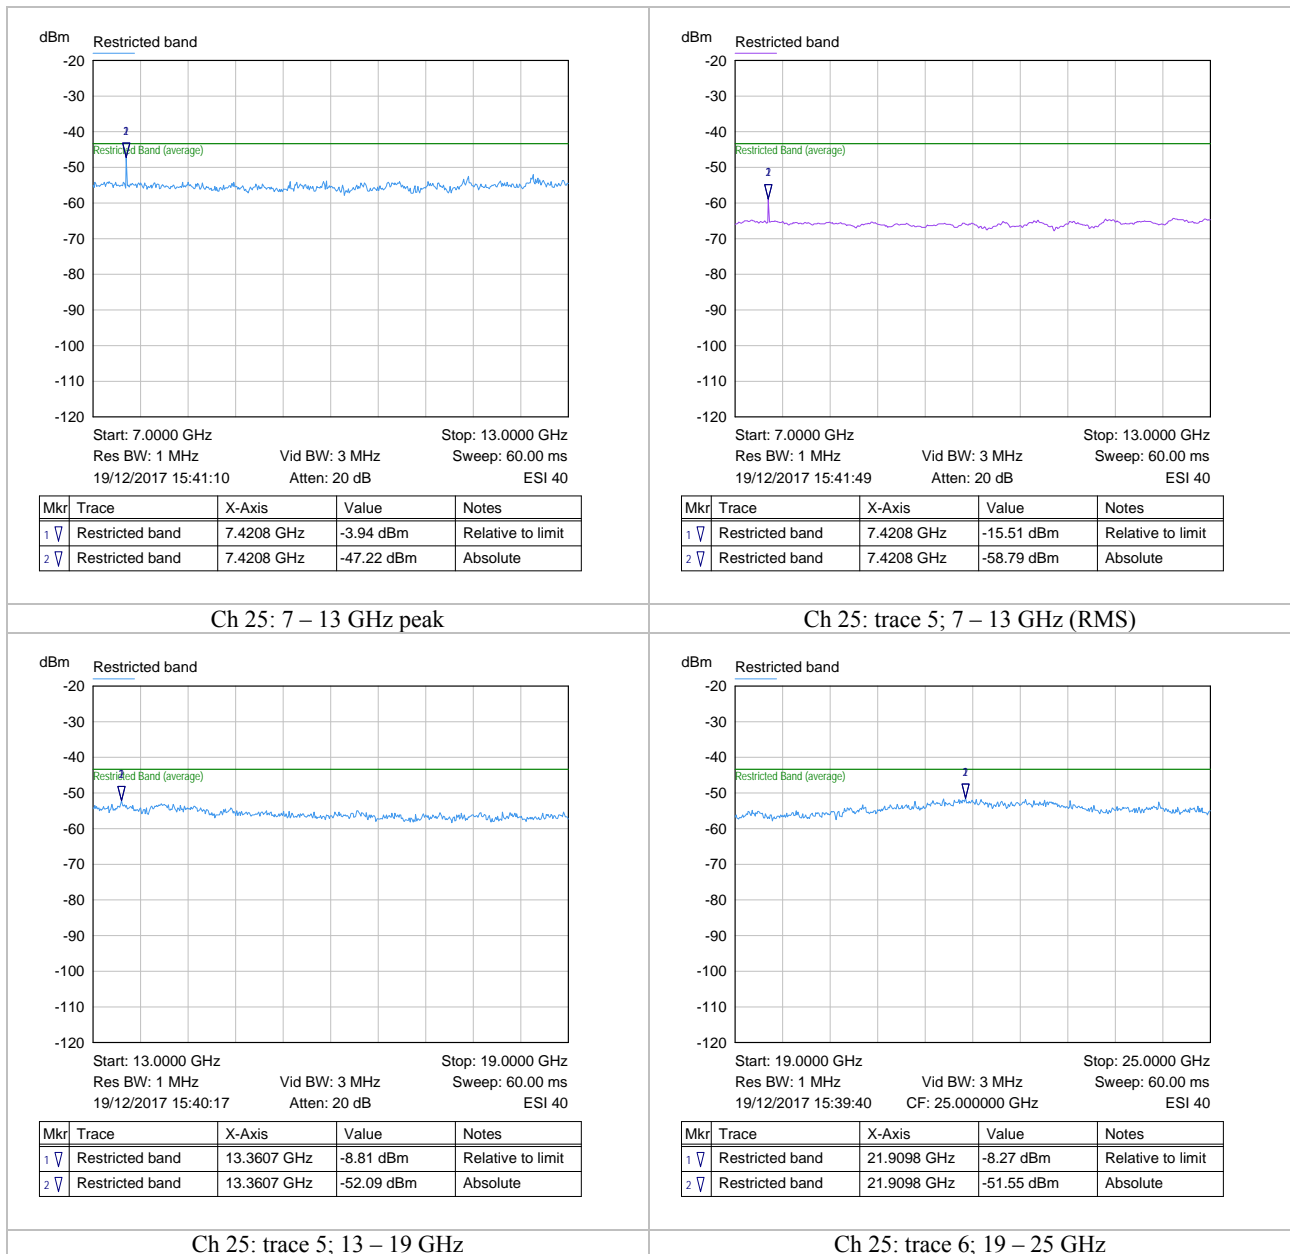 dBm Restricted band
-20
-30
-40
2
Restricted Band (average)
-50
-60
-70
-80
-90
-100
-110
-120
Start: 7.0000 GHz Stop: 13.0000 GHz
Res BW: 1 MHz Vid BW: 3 MHz Sweep: 60.00 ms
19/12/2017 15:41:10 Atten: 20 dB ESI 40
Mkr Trace X-Axis Value Notes
1 Restricted band 7.4208 GHz -3.94 dBm Relative to limit
2 Restricted band 7.4208 GHz -47.22 dBm Absolute
Ch 25: 7 – 13 GHz peak
dBm Restricted band
-20
-30
-40
Restricted Band (average)
-50
2
-60
-70
-80
-90
-100
-110
-120
Start: 7.0000 GHz Stop: 13.0000 GHz
Res BW: 1 MHz Vid BW: 3 MHz Sweep: 60.00 ms
19/12/2017 15:41:49 Atten: 20 dB ESI 40
Mkr Trace X-Axis Value Notes
1 Restricted band 7.4208 GHz -15.51 dBm Relative to limit
2 Restricted band 7.4208 GHz -58.79 dBm Absolute
Ch 25: trace 5; 7 – 13 GHz (RMS)
dBm Restricted band
-20
-30
-40
Restricted Band (average)
2
-50
-60
-70
-80
-90
-100
-110
-120
Start: 13.0000 GHz Stop: 19.0000 GHz
Res BW: 1 MHz Vid BW: 3 MHz Sweep: 60.00 ms
19/12/2017 15:40:17 Atten: 20 dB ESI 40
Mkr Trace X-Axis Value Notes
1 Restricted band 13.3607 GHz -8.81 dBm Relative to limit
2 Restricted band 13.3607 GHz -52.09 dBm Absolute
Ch 25: trace 5; 13 – 19 GHz
dBm Restricted band
-20
-30
-40
Restricted Band (average)
2
-50
-60
-70
-80
-90
-100
-110
-120
Start: 19.0000 GHz Stop: 25.0000 GHz
Res BW: 1 MHz Vid BW: 3 MHz Sweep: 60.00 ms
19/12/2017 15:39:40 CF: 25.000000 GHz ESI 40
Mkr Trace X-Axis Value Notes
1 Restricted band 21.9098 GHz -8.27 dBm Relative to limit
2 Restricted band 21.9098 GHz -51.55 dBm Absolute
Ch 25: trace 6; 19 – 25 GHz